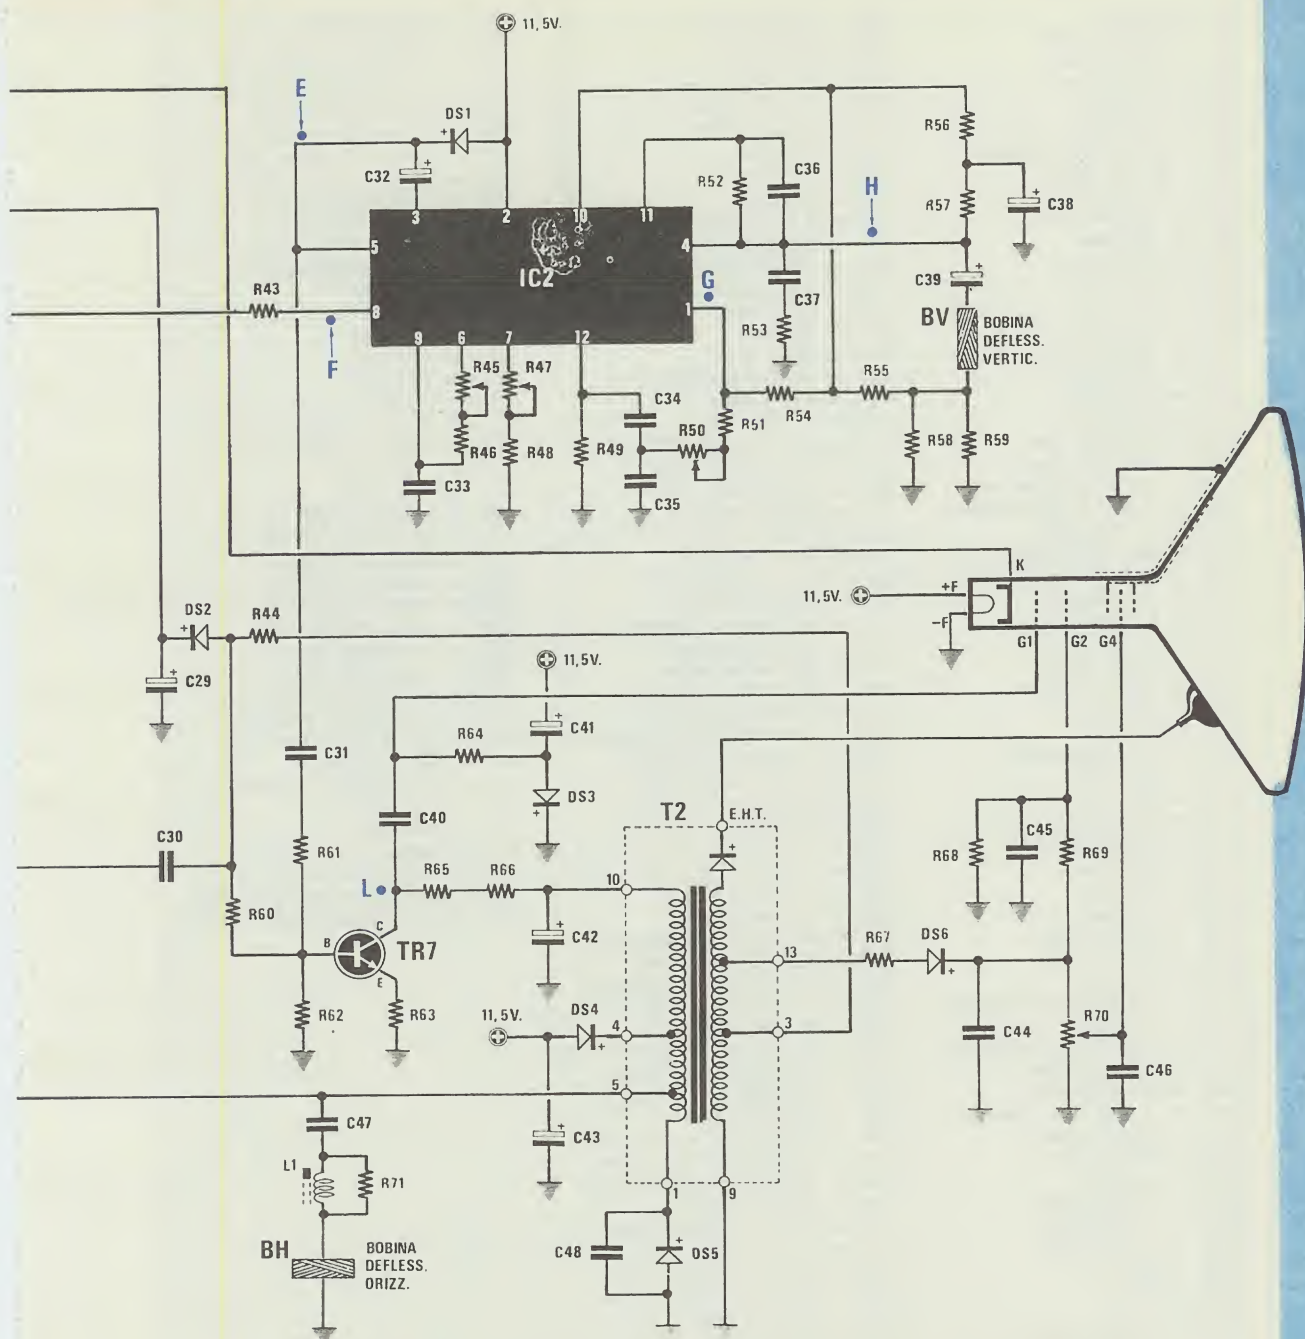 11,5V.
E
DS1
C32
+
+
3
2
10
11
5
4
IC2
8
1
9
6
7
12
R43
F
R52
C36
H
R56
R57
C38
+
G
C37
C39
+
R53
BV
BOBINA
DEFLESS.
VERTIC.
R45
R47
C34
R54
R55
R50
R51
R46
R48
R49
R58
R59
C33
C35
K
11,5V.
+F
-F
G1
G2
G4
DS2
+
R44
C29
+
11,5V.
C41
+
C31
R64
DS3
+
C40
T2
E.H.T.
+
C30
R61
C45
R68
R69
L
R65
R66
10
R60
B
C
E
TR7
C42
+
13
R67
DS6
+
R62
R63
11,5V.
DS4
+
4
3
C44
R70
C46
5
C47
C43
+
L1
R71
1
9
BH
BOBINA
DEFLESS.
ORIZZ.
C48
DS5
+